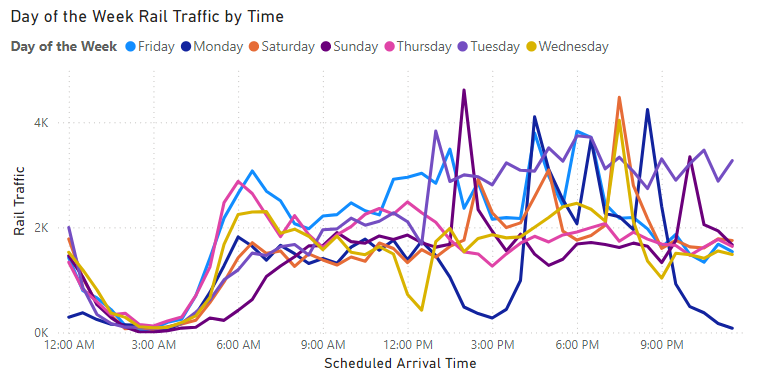 Day of the Week Rail Traffic by Time
Day of the Week Friday Monday Saturday Sunday Thursday Tuesday Wednesday
4K
2K
0K
Rail Traffic
12:00 AM 3:00 AM 6:00 AM 9:00 AM 12:00 PM 3:00 PM 6:00 PM 9:00 PM
Scheduled Arrival Time